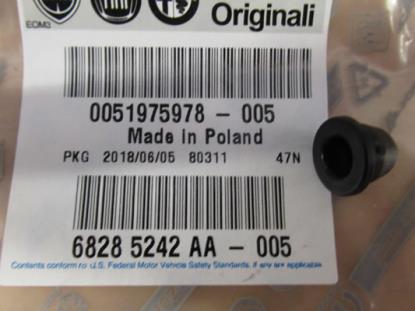 Originali
EOM3
0051975978 - 005
Made in Poland
PKG 2018/06/05 80311 47N
6828 5242 AA - 005
Contents conform to U.S. Federal Motor Vehicle Safety Standards, if any are applicable